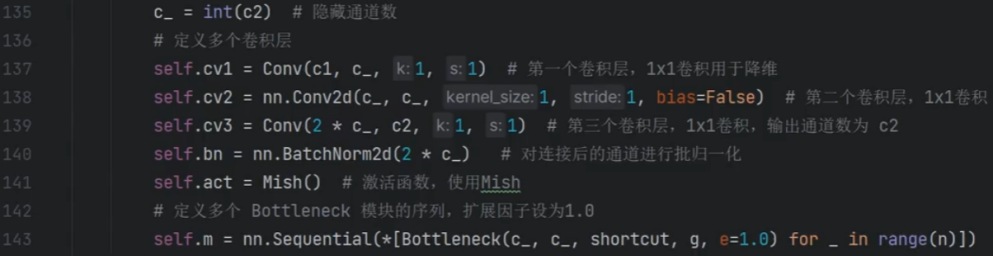 135 c_ = int(c2) # 隐藏通道数
136 # 定义多个卷积层
137 self.cv1 = Conv(c1, c_, k: 1, s: 1) # 第一个卷积层，1x1卷积用于降维
138 self.cv2 = nn.Conv2d(c_, c_, kernel_size: 1, stride: 1, bias=False) # 第二个卷积层，1x1卷积
139 self.cv3 = Conv(2 * c_, c2, k: 1, s: 1) # 第三个卷积层，1x1卷积，输出通道数为 c2
140 self.bn = nn.BatchNorm2d(2 * c_) # 对连接后的通道进行批归一化
141 self.act = Mish() # 激活函数，使用Mish
142 # 定义多个 Bottleneck 模块的序列，扩展因子设为1.0
143 self.m = nn.Sequential(*[Bottleneck(c_, c_, shortcut, g, e=1.0) for _ in range(n)])